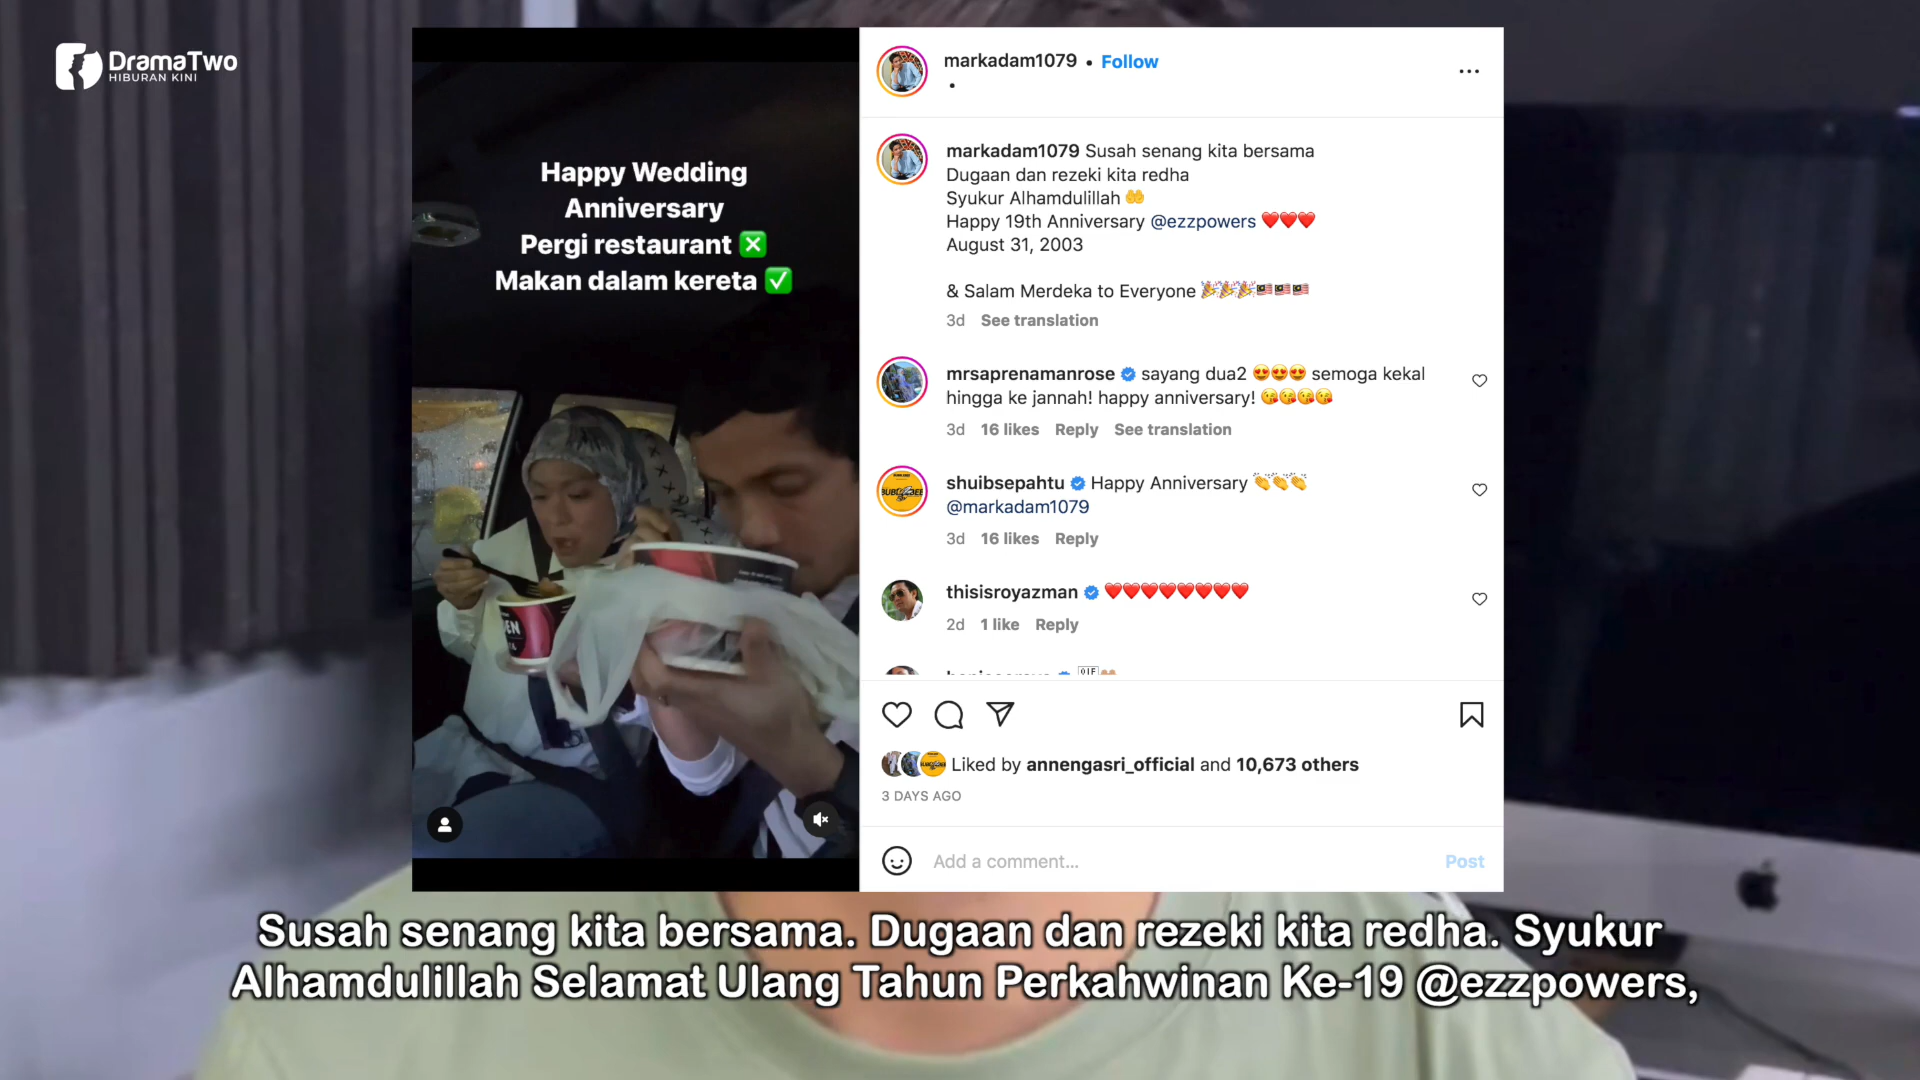 DramaTwo
HIBURAN KINI
Happy Wedding
Anniversary
Pergi restaurant ❎
Makan dalam kereta ✅
markadam1079 • Follow
•
markadam1079 Susah senang kita bersama
Dugaan dan rezeki kita redha
Syukur Alhamdulillah 🤲
Happy 19th Anniversary @ezzpowers ❤️❤️❤️
August 31, 2003
& Salam Merdeka to Everyone 🎉🎉🎉🇲🇾🇲🇾🇲🇾
3d See translation
mrsaprenamanrose sayang dua2 😍😍😍 semoga kekal
hingga ke jannah! happy anniversary! 😘😘😘😘
3d 16 likes Reply See translation
shuibsepahtu Happy Anniversary 👏👏👏
@markadam1079
3d 16 likes Reply
thisisroyazman ❤️❤️❤️❤️❤️❤️❤️❤️
2d 1 like Reply
Liked by annengasri_official and 10,673 others
3 DAYS AGO
Add a comment...
Post
Susah senang kita bersama. Dugaan dan rezeki kita redha. Syukur
Alhamdulillah Selamat Ulang Tahun Perkahwinan Ke-19 @ezzpowers,